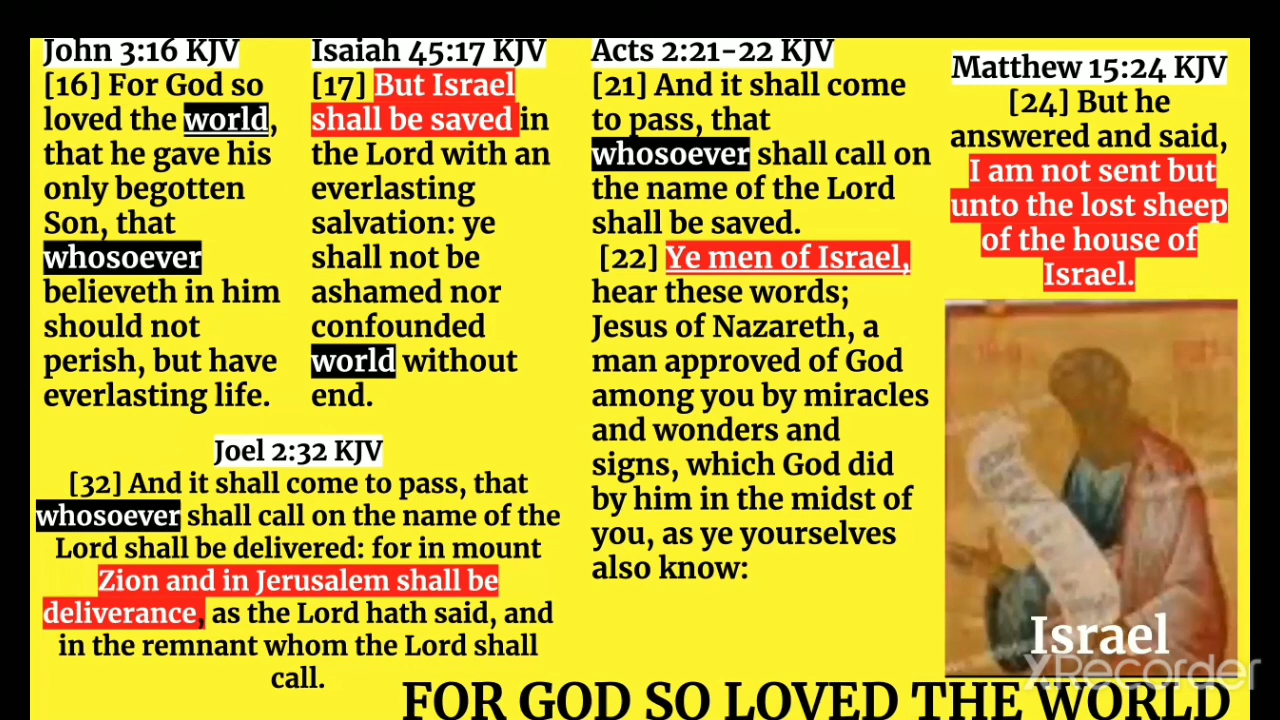 John 3:16 KJV
[16] For God so
loved the world,
that he gave his
only begotten
Son, that
whosoever
believeth in him
should not
perish, but have
everlasting life.
Isaiah 45:17 KJV
[17] But Israel
shall be saved in
the Lord with an
everlasting
salvation: ye
shall not be
ashamed nor
confounded
world without
end.
Joel 2:32 KJV
[32] And it shall come to pass, that
whosoever shall call on the name of the
Lord shall be delivered: for in mount
Zion and in Jerusalem shall be
deliverance, as the Lord hath said, and
in the remnant whom the Lord shall
call.
Acts 2:21-22 KJV
[21] And it shall come
to pass, that
whosoever shall call on
the name of the Lord
shall be saved.
[22] Ye men of Israel,
hear these words;
Jesus of Nazareth, a
man approved of God
among you by miracles
and wonders and
signs, which God did
by him in the midst of
you, as ye yourselves
also know:
Matthew 15:24 KJV
[24] But he
answered and said,
I am not sent but
unto the lost sheep
of the house of
Israel.
Israel
XRecorder
FOR GOD SO LOVED THE WORLD